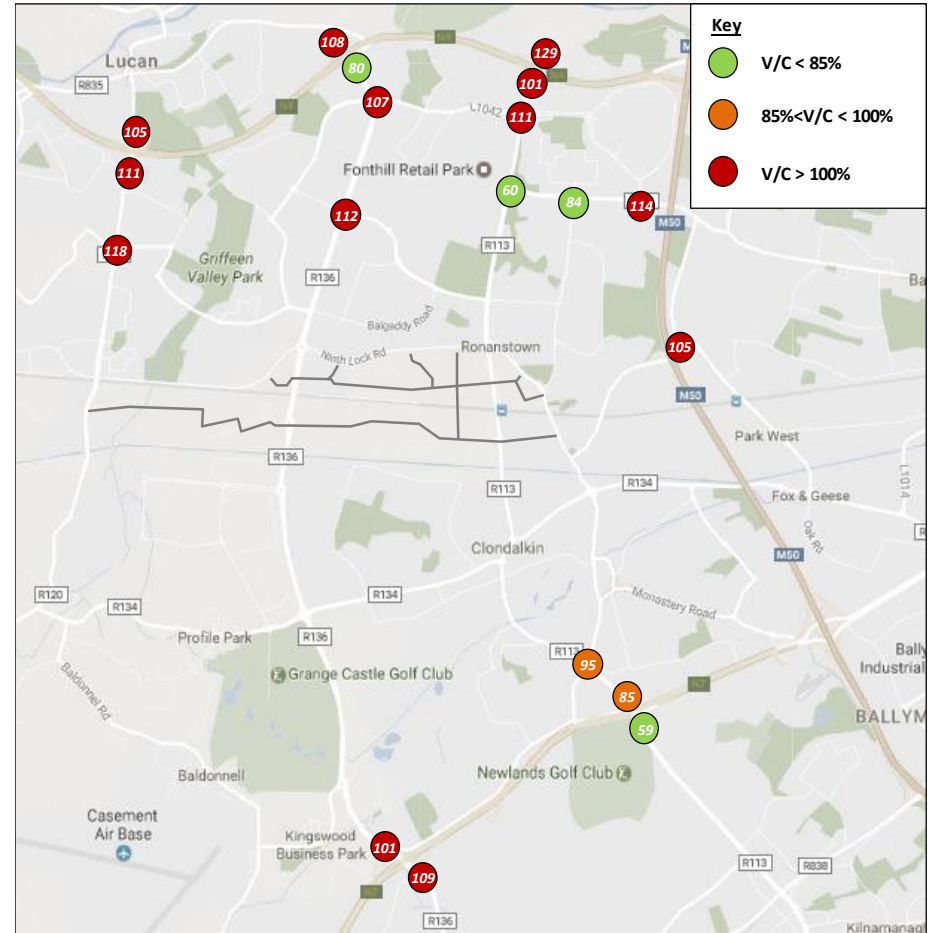 Key
V/C < 85%
85%<V/C < 100%
V/C > 100%
108
129
N4
M
Lucan
80
N4
101
R835
N4
107
L1042
111
105
111
Fonthill Retail Park
60
84
114
112
M50
118
R113
Griffeen
Valley Park
R136
Ba
Balgaddy Road
Ninth Lock Rd
Ronanstown
105
M50
Park West
R136
R113
R134
Fox & Geese
L1014
Oak Rd
R
Clondalkin
M50
R120
R134
R134
Monastery Road
Profile Park
R136
R113
95
Bally
Industrial
Grange Castle Golf Club
N7
85
Baldonnel Rd
59
BALLYM
Baldonnell
Newlands Golf Club
Casement
Air Base
Kingswood
Business Park
101
R113
R838
109
N7
R136
Kilnamanagh